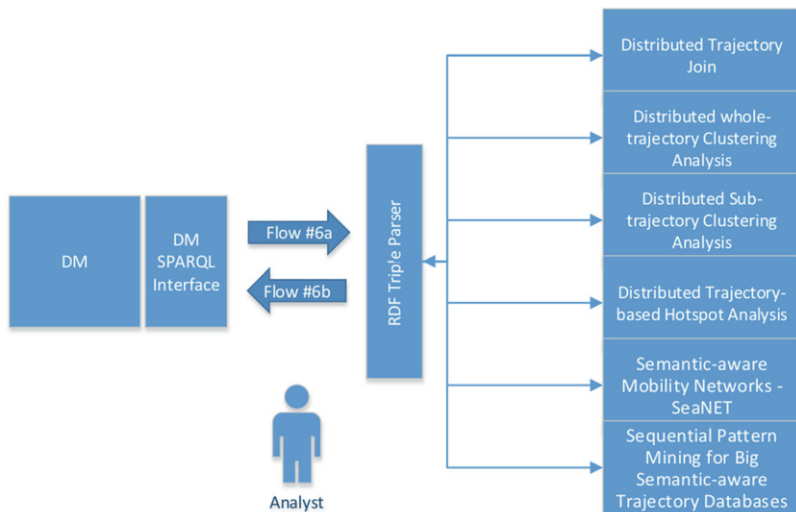 DM
DM
SPARQL
Interface
Flow #6a
Flow #6b
RDF Triple Parser
Analyst
Distributed Trajectory
Join
Distributed whole-
trajectory Clustering
Analysis
Distributed Sub-
trajectory Clustering
Analysis
Distributed Trajectory-
based Hotspot Analysis
Semantic-aware
Mobility Networks -
SeaNET
Sequential Pattern
Mining for Big
Semantic-aware
Trajectory Databases